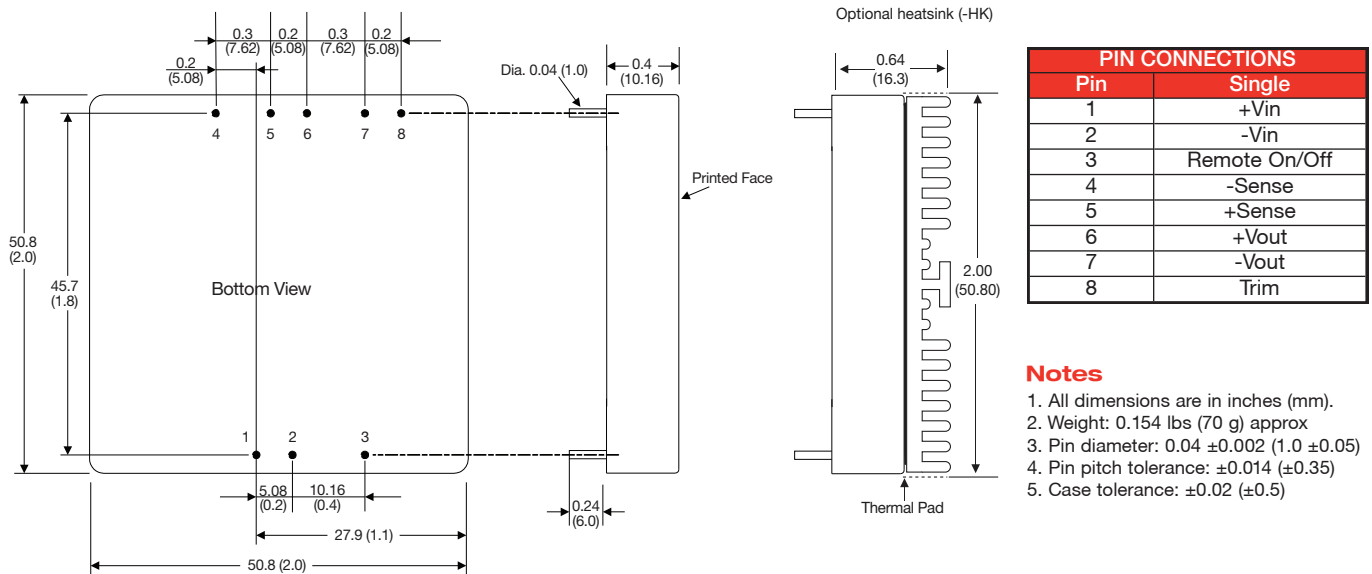 Optional heatsink (-HK)
0.3
(7.62)
0.2
(5.08)
0.3
(7.62)
0.2
(5.08)
0.2
(5.08)
Dia. 0.04 (1.0)
0.4
(10.16)
0.64
(16.3)
4
5
6
7
8
Printed Face
50.8
(2.0)
45.7
(1.8)
Bottom View
2.00
(50.80)
1
2
3
5.08
(0.2)
10.16
(0.4)
0.24
(6.0)
Thermal Pad
27.9 (1.1)
50.8 (2.0)
PIN CONNECTIONS
Pin Single
1 +Vin
2 -Vin
3 Remote On/Off
4 -Sense
5 +Sense
6 +Vout
7 -Vout
8 Trim
Notes
1. All dimensions are in inches (mm).
2. Weight: 0.154 lbs (70 g) approx
3. Pin diameter: 0.04 ±0.002 (1.0 ±0.05)
4. Pin pitch tolerance: ±0.014 (±0.35)
5. Case tolerance: ±0.02 (±0.5)